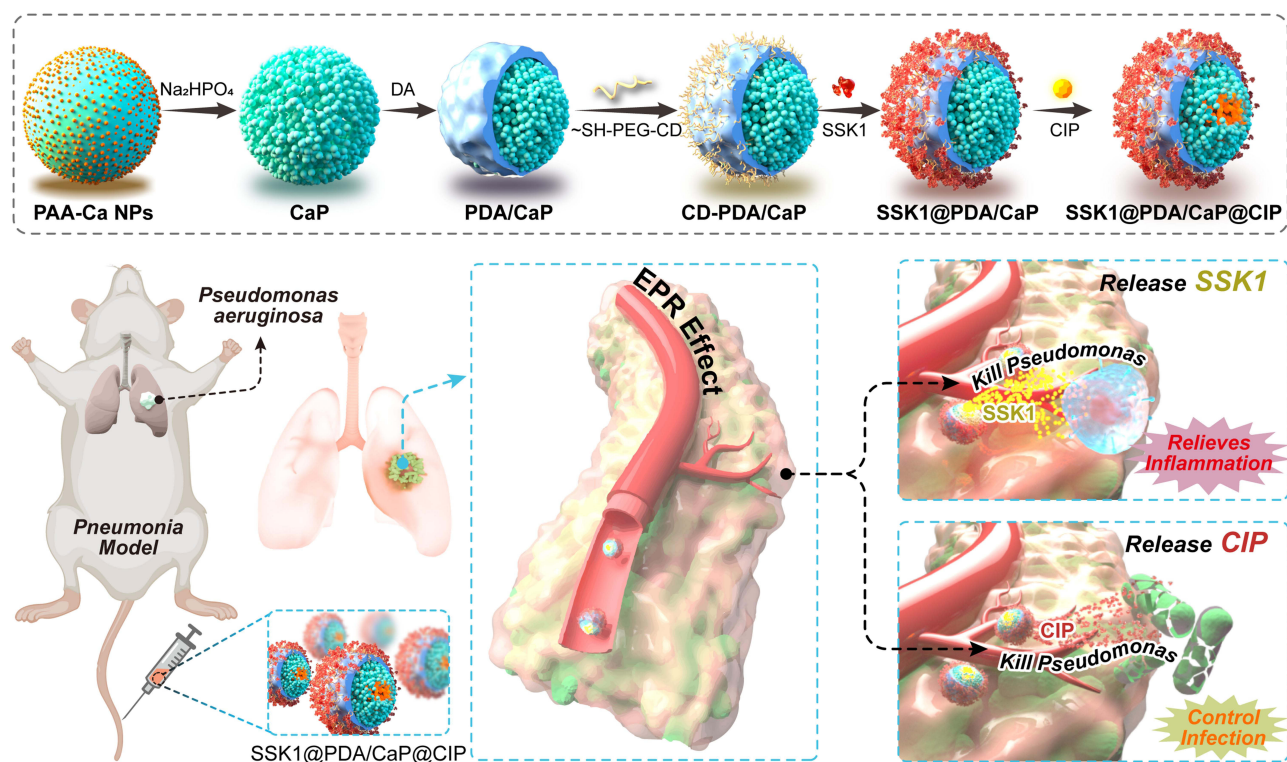 Na₂HPO₄
DA
~SH-PEG-CD
SSK1
CIP
PAA-Ca NPs
CaP
PDA/CaP
CD-PDA/CaP
SSK1@PDA/CaP
SSK1@PDA/CaP@CIP
Pseudomonas
aeruginosa
Pneumonia
Model
SSK1@PDA/CaP@CIP
EPR Effect
Release SSK1
Kill Pseudomonas
SSK1
Relieves
Inflammation
Release CIP
CIP
Kill Pseudomonas
Control
Infection